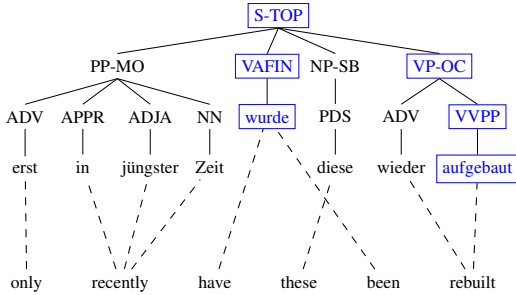 S-TOP
PP-MO VAFIN NP-SB VP-OC
ADV APPR ADJA NN wurde PDS ADV VVPP
erst in jüngster Zeit diese wieder aufgebaut
only recently have these been rebuilt